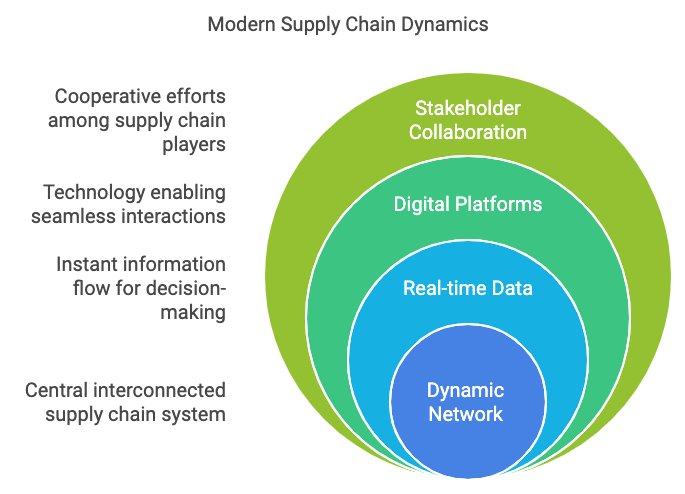 Modern Supply Chain Dynamics
Cooperative efforts
among supply chain
players
Stakeholder
Collaboration
Technology enabling
seamless interactions
Digital Platforms
Instant information
flow for decision-
making
Real-time Data
Central interconnected
supply chain system
Dynamic
Network